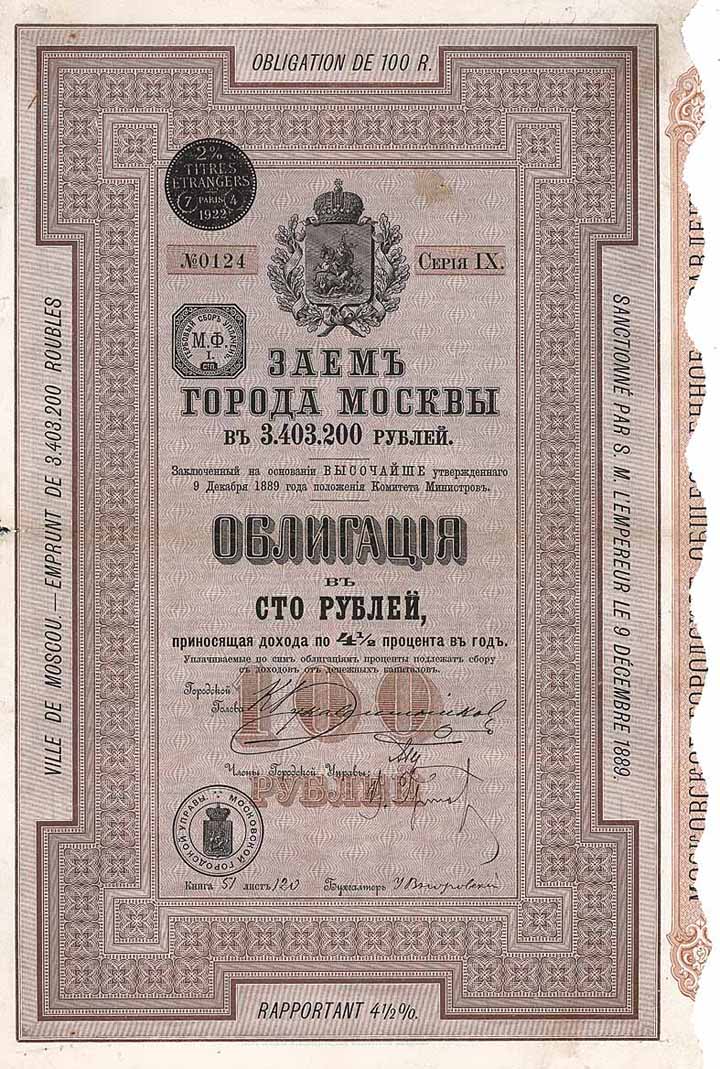 OBLIGATION DE 100 R.
2%
TITRES
ETRANGERS
7 PARIS 4
1922
№0124
Серія IX.
ГЕРБОВЫЙ СБОРЪ УПЛАЧЕНЪ.
М.Ф.
I.
СП.
ЗАЕМЪ
ГОРОДА МОСКВЫ
ВЪ 3.403.200 РУБЛЕЙ.
Заключенный на основаніи ВЫСОЧАЙШЕ утвержденнаго
9 Декабря 1889 года положенія Комитета Министровъ.
ОБЛИГАЦІЯ
ВЪ
СТО РУБЛЕЙ,
приносящая дохода по 4½ процента въ годъ.
Уплачиваемые по симъ облигаціямъ проценты подлежатъ сбору
съ доходовъ отъ денежныхъ капиталовъ.
100
РУБЛЕЙ
Городской
Голова
Члены Городской Управы:
МОСКОВСКОЙ ГОРОДСКОЙ УПРАВЫ.
Книга 51 листъ 120 Бухгалтеръ
VILLE DE MOSCOU.—EMPRUNT DE 3.403.200 ROUBLES
SANCTIONNÉ PAR S. M. L'EMPEREUR LE 9 DÉCEMBRE 1889.
RAPPORTANT 4½%.